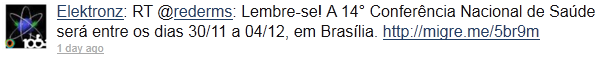 Elektronz: RT @rederms: Lembre-se! A 14° Conferência Nacional de Saúde
será entre os dias 30/11 a 04/12, em Brasília. http://migre.me/5br9m
1 day ago